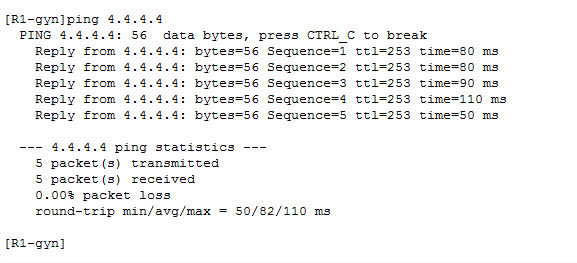 [R1-gyn]ping 4.4.4.4
  PING 4.4.4.4: 56  data bytes, press CTRL_C to break
    Reply from 4.4.4.4: bytes=56 Sequence=1 ttl=253 time=80 ms
    Reply from 4.4.4.4: bytes=56 Sequence=2 ttl=253 time=80 ms
    Reply from 4.4.4.4: bytes=56 Sequence=3 ttl=253 time=90 ms
    Reply from 4.4.4.4: bytes=56 Sequence=4 ttl=253 time=110 ms
    Reply from 4.4.4.4: bytes=56 Sequence=5 ttl=253 time=50 ms

  --- 4.4.4.4 ping statistics ---
    5 packet(s) transmitted
    5 packet(s) received
    0.00% packet loss
    round-trip min/avg/max = 50/82/110 ms

[R1-gyn]